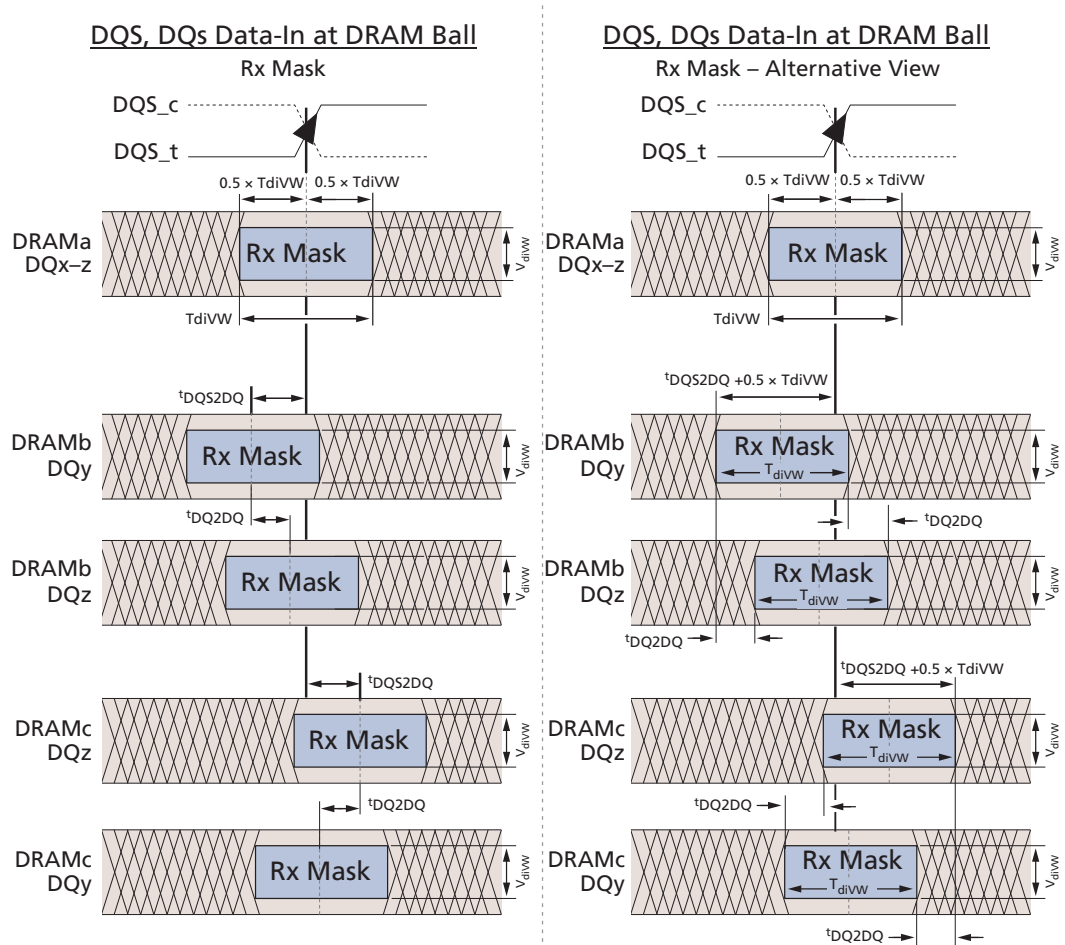 DQS, DQs Data-In at DRAM Ball
Rx Mask
DQS_c
DQS_t
0.5 × TdiVW
0.5 × TdiVW
DRAMa
DQx–z
Rx Mask
VdiVW
TdiVW
tDQS2DQ
DRAMb
DQy
Rx Mask
VdiVW
tDQ2DQ
DRAMb
DQz
Rx Mask
VdiVW
tDQS2DQ
DRAMc
DQz
Rx Mask
VdiVW
tDQ2DQ
DRAMc
DQy
Rx Mask
VdiVW
DQS, DQs Data-In at DRAM Ball
Rx Mask – Alternative View
DQS_c
DQS_t
0.5 × TdiVW
0.5 × TdiVW
DRAMa
DQx–z
Rx Mask
VdiVW
TdiVW
tDQS2DQ +0.5 × TdiVW
DRAMb
DQy
Rx Mask
TdiVW
VdiVW
tDQ2DQ
DRAMb
DQz
Rx Mask
TdiVW
VdiVW
tDQ2DQ
tDQS2DQ +0.5 × TdiVW
DRAMc
DQz
Rx Mask
TdiVW
VdiVW
tDQ2DQ
DRAMc
DQy
Rx Mask
TdiVW
VdiVW
tDQ2DQ